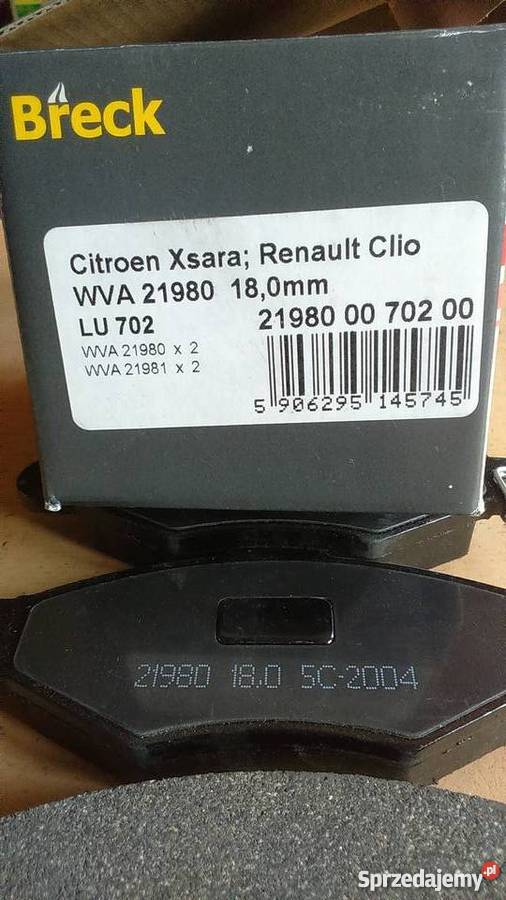 Breck
Citroen Xsara; Renault Clio
WVA 21980 18,0mm
LU 702 21980 00 702 00
WVA 21980 x 2
WVA 21981 x 2
5 906295 145745
21980 18.0 5C-2004
Sprzedajemy.pl